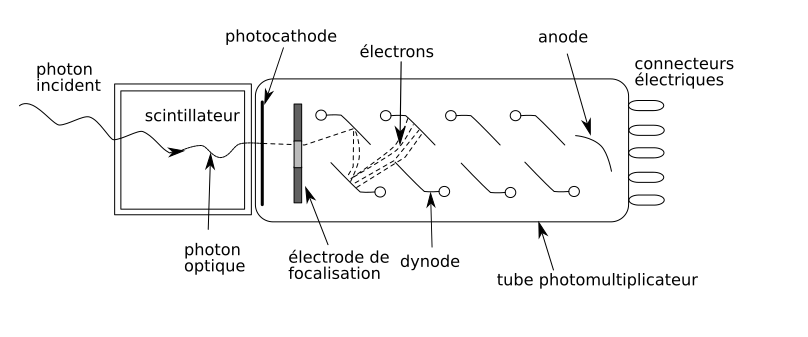 photocathode
électrons
anode
connecteurs
électriques
photon
incident
scintillateur
photon
optique
électrode de
focalisation
dynode
tube photomultiplicateur